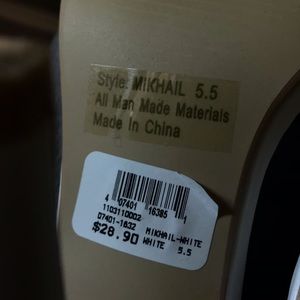 Style: MIKHAIL 5.5
All Man Made Materials
Made In China
4 07401 16385 1
1103110002
07401-1632 MIKHAIL-WHITE
$28.90 WHITE 5.5